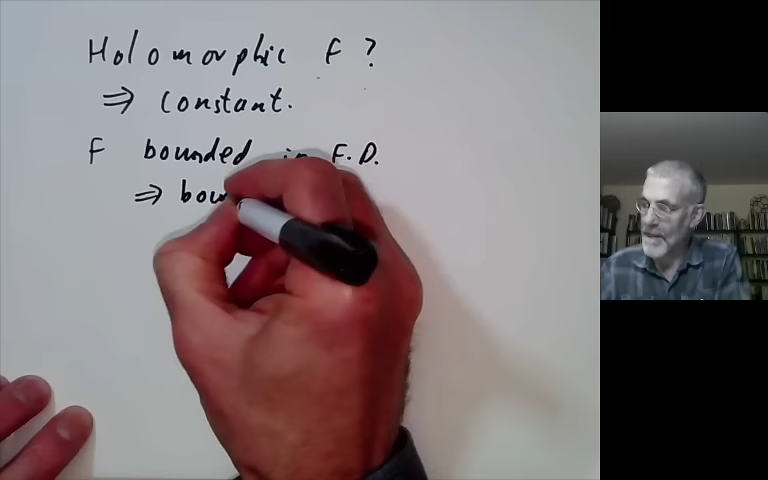 Holomorphic f?
⇒ constant.
f bounded in F.D.
⇒ bou